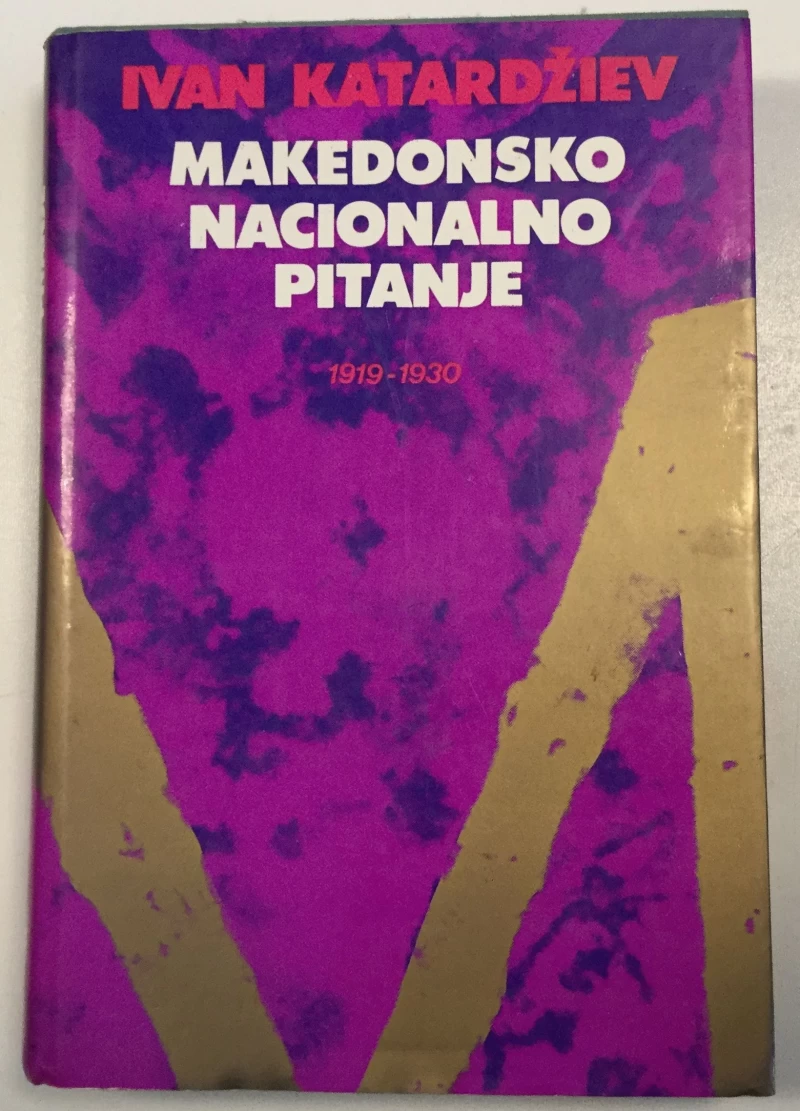 IVAN KATARDŽIEV
MAKEDONSKO
NACIONALNO
PITANJE
1919-1930